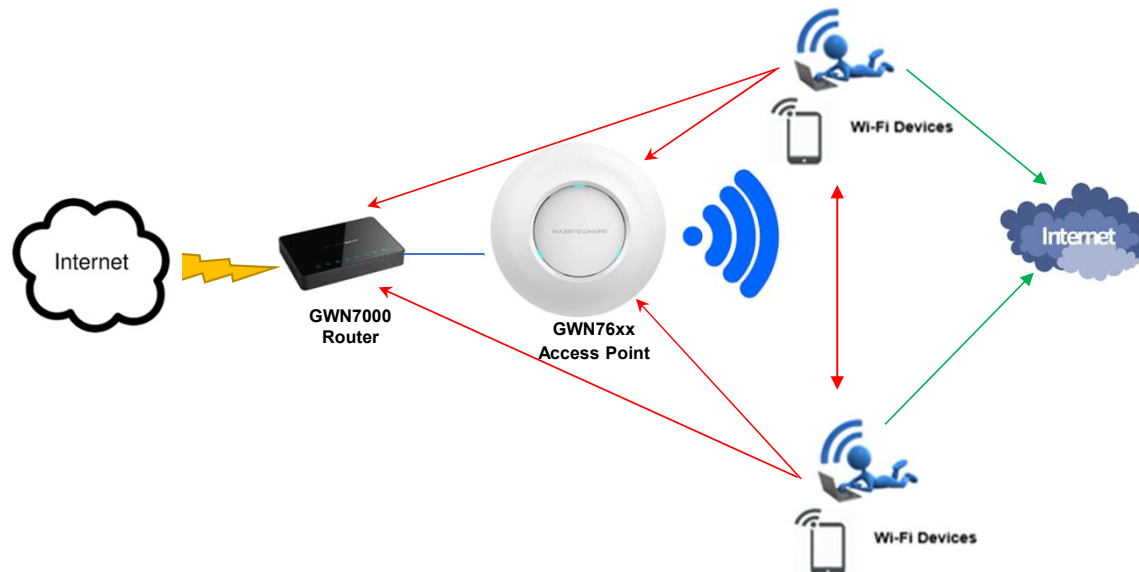 Internet
GWN7000
Router
GWN76xx
Access Point
Wi-Fi Devices
Internet
Wi-Fi Devices